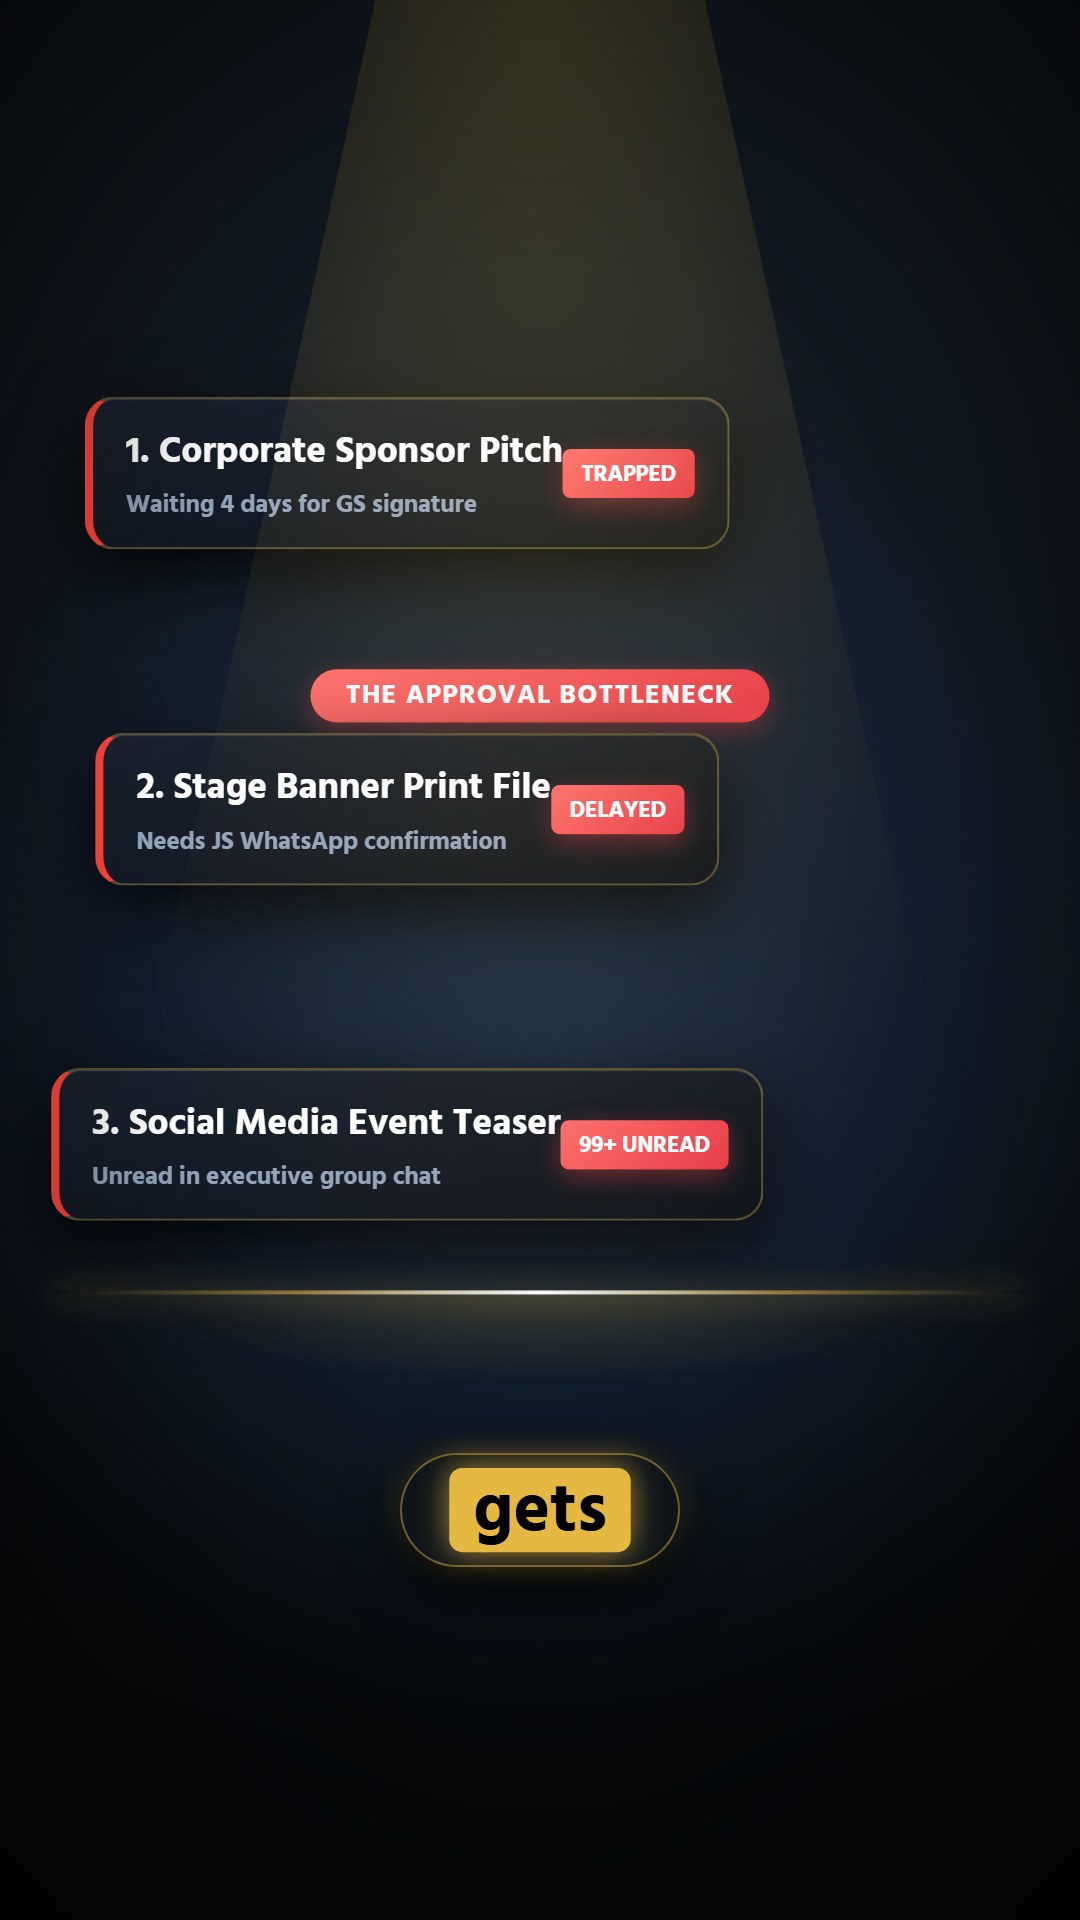 1. Corporate Sponsor Pitch
TRAPPED
Waiting 4 days for GS signature
THE APPROVAL BOTTLENECK
2. Stage Banner Print File
DELAYED
Needs JS WhatsApp confirmation
3. Social Media Event Teaser
99+ UNREAD
Unread in executive group chat
gets